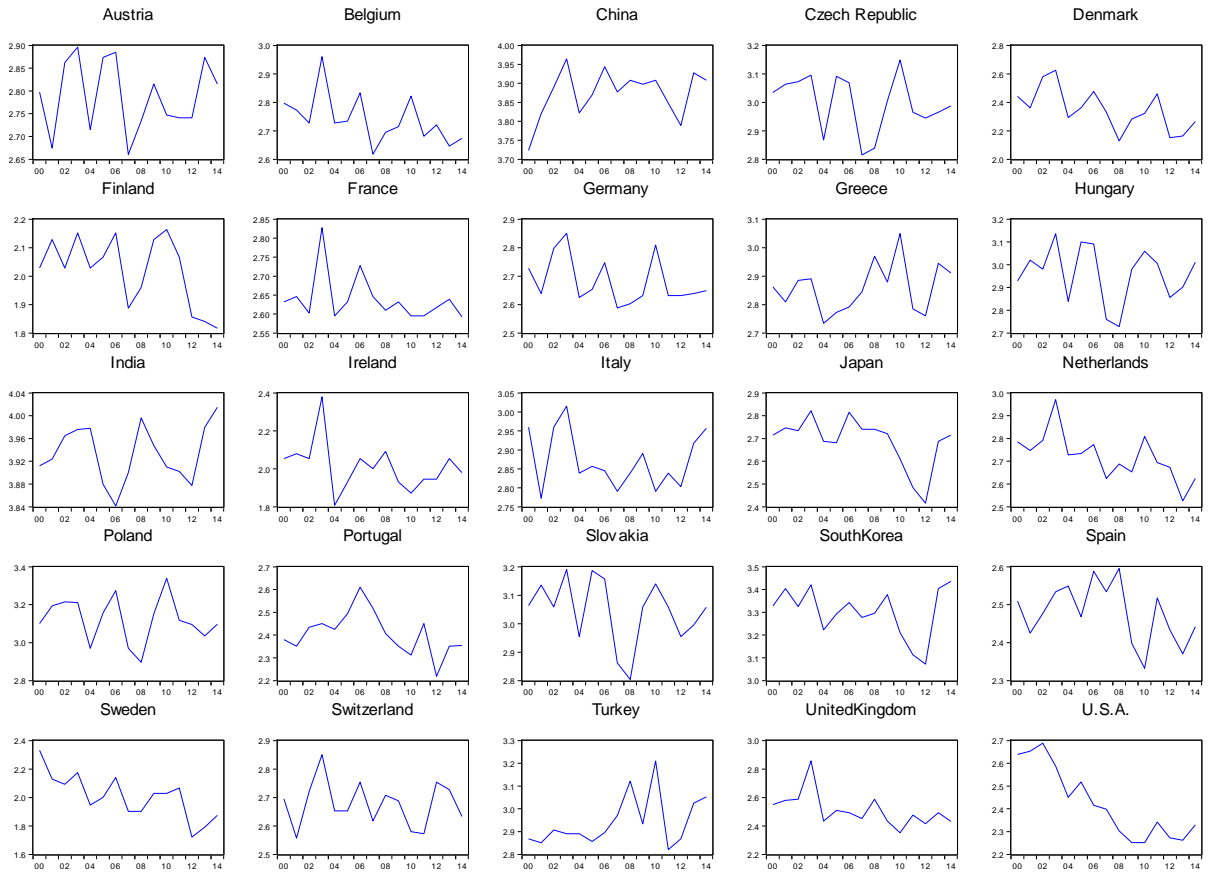 Austria
2.90
2.85
2.80
2.75
2.70
2.65
00 02 04 06 08 10 12 14
Belgium
3.0
2.9
2.8
2.7
2.6
00 02 04 06 08 10 12 14
China
4.00
3.95
3.90
3.85
3.80
3.75
3.70
00 02 04 06 08 10 12 14
Czech Republic
3.2
3.1
3.0
2.9
2.8
00 02 04 06 08 10 12 14
Denmark
2.8
2.6
2.4
2.2
2.0
00 02 04 06 08 10 12 14
Finland
2.2
2.1
2.0
1.9
1.8
00 02 04 06 08 10 12 14
France
2.85
2.80
2.75
2.70
2.65
2.60
2.55
00 02 04 06 08 10 12 14
Germany
2.9
2.8
2.7
2.6
2.5
00 02 04 06 08 10 12 14
Greece
3.1
3.0
2.9
2.8
2.7
00 02 04 06 08 10 12 14
Hungary
3.2
3.1
3.0
2.9
2.8
2.7
00 02 04 06 08 10 12 14
India
4.04
4.00
3.96
3.92
3.88
3.84
00 02 04 06 08 10 12 14
Ireland
2.4
2.2
2.0
1.8
00 02 04 06 08 10 12 14
Italy
3.05
3.00
2.95
2.90
2.85
2.80
2.75
00 02 04 06 08 10 12 14
Japan
2.9
2.8
2.7
2.6
2.5
2.4
00 02 04 06 08 10 12 14
Netherlands
3.0
2.9
2.8
2.7
2.6
2.5
00 02 04 06 08 10 12 14
Poland
3.4
3.2
3.0
2.8
00 02 04 06 08 10 12 14
Portugal
2.7
2.6
2.5
2.4
2.3
2.2
00 02 04 06 08 10 12 14
Slovakia
3.2
3.1
3.0
2.9
2.8
00 02 04 06 08 10 12 14
SouthKorea
3.5
3.4
3.3
3.2
3.1
3.0
00 02 04 06 08 10 12 14
Spain
2.6
2.5
2.4
2.3
00 02 04 06 08 10 12 14
Sweden
2.4
2.2
2.0
1.8
1.6
00 02 04 06 08 10 12 14
Switzerland
2.9
2.8
2.7
2.6
2.5
00 02 04 06 08 10 12 14
Turkey
3.3
3.2
3.1
3.0
2.9
2.8
00 02 04 06 08 10 12 14
UnitedKingdom
3.0
2.8
2.6
2.4
2.2
00 02 04 06 08 10 12 14
U.S.A.
2.7
2.6
2.5
2.4
2.3
2.2
00 02 04 06 08 10 12 14